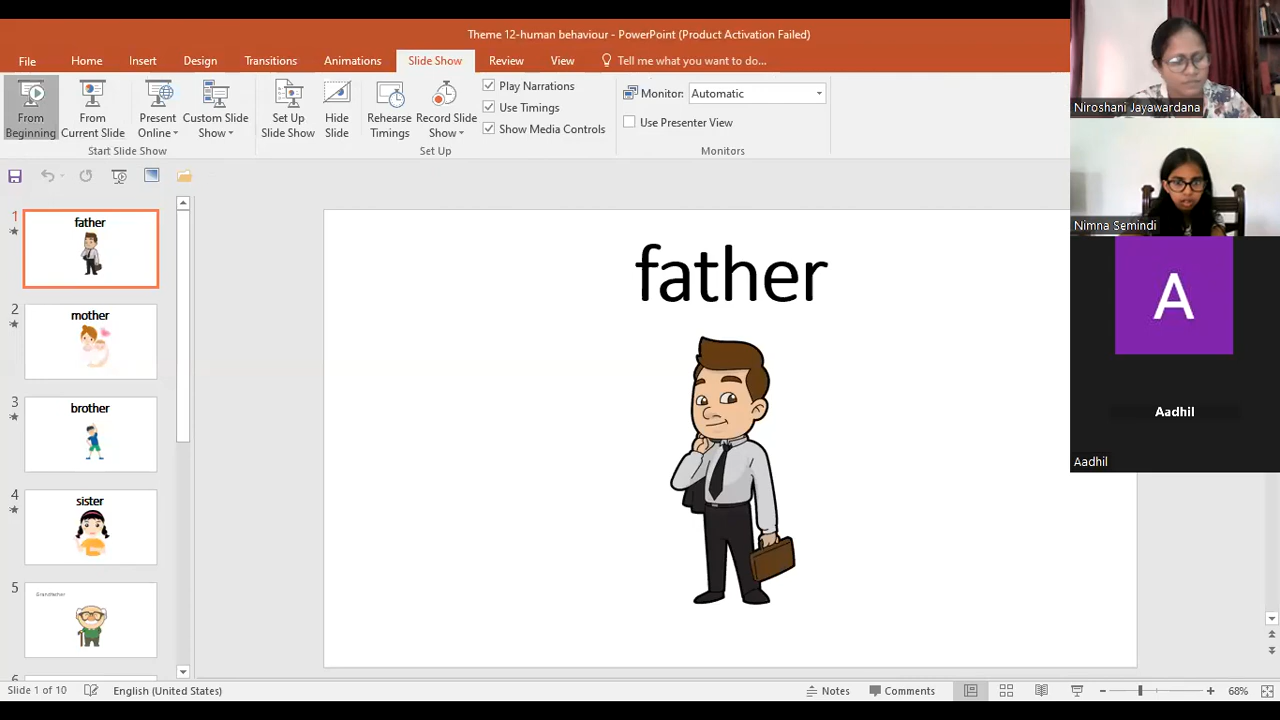 Theme 12-human behaviour - PowerPoint (Product Activation Failed)
File Home Insert Design Transitions Animations Slide Show Review View Tell me what you want to do...
From Beginning
From Current Slide
Present Online
Custom Slide Show
Start Slide Show
Set Up Slide Show
Hide Slide
Rehearse Timings
Record Slide Show
Play Narrations
Use Timings
Show Media Controls
Set Up
Monitor: Automatic
Use Presenter View
Monitors
1
father
2
mother
3
brother
4
sister
5
Grandfather
6
father
Niroshani Jayawardana
Nimna Semindi
A
Aadhil
Aadhil
Slide 1 of 10 English (United States) Notes Comments 68%